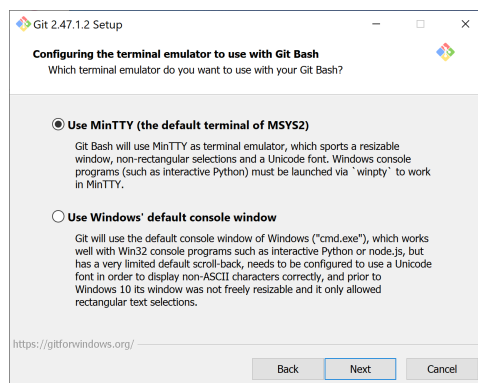 Git 2.47.1.2 Setup
Configuring the terminal emulator to use with Git Bash
Which terminal emulator do you want to use with your Git Bash?
Use MinTTY (the default terminal of MSYS2)
Git Bash will use MinTTY as terminal emulator, which sports a resizable
window, non-rectangular selections and a Unicode font. Windows console
programs (such as interactive Python) must be launched via `winpty` to work
in MinTTY.
Use Windows' default console window
Git will use the default console window of Windows ("cmd.exe"), which works
well with Win32 console programs such as interactive Python or node.js, but
has a very limited default scroll-back, needs to be configured to use a Unicode
font in order to display non-ASCII characters correctly, and prior to
Windows 10 its window was not freely resizable and it only allowed
rectangular text selections.
https://gitforwindows.org/
Back Next Cancel